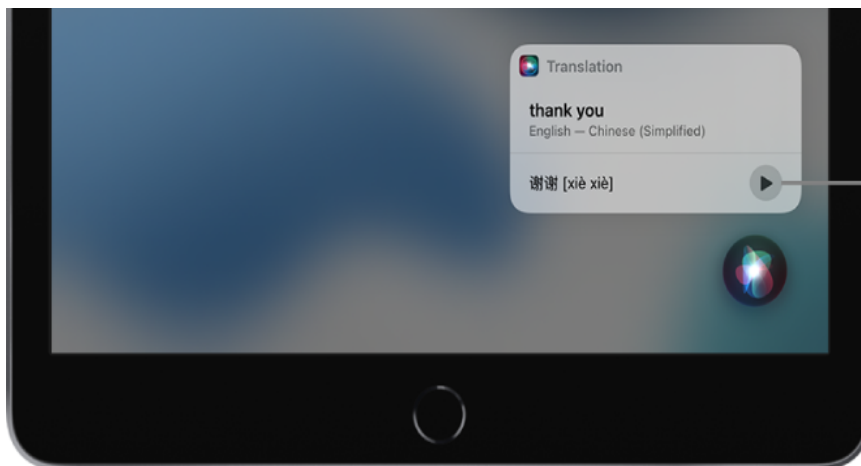 Translation
thank you
English — Chinese (Simplified)
谢谢 [xiè xiè]